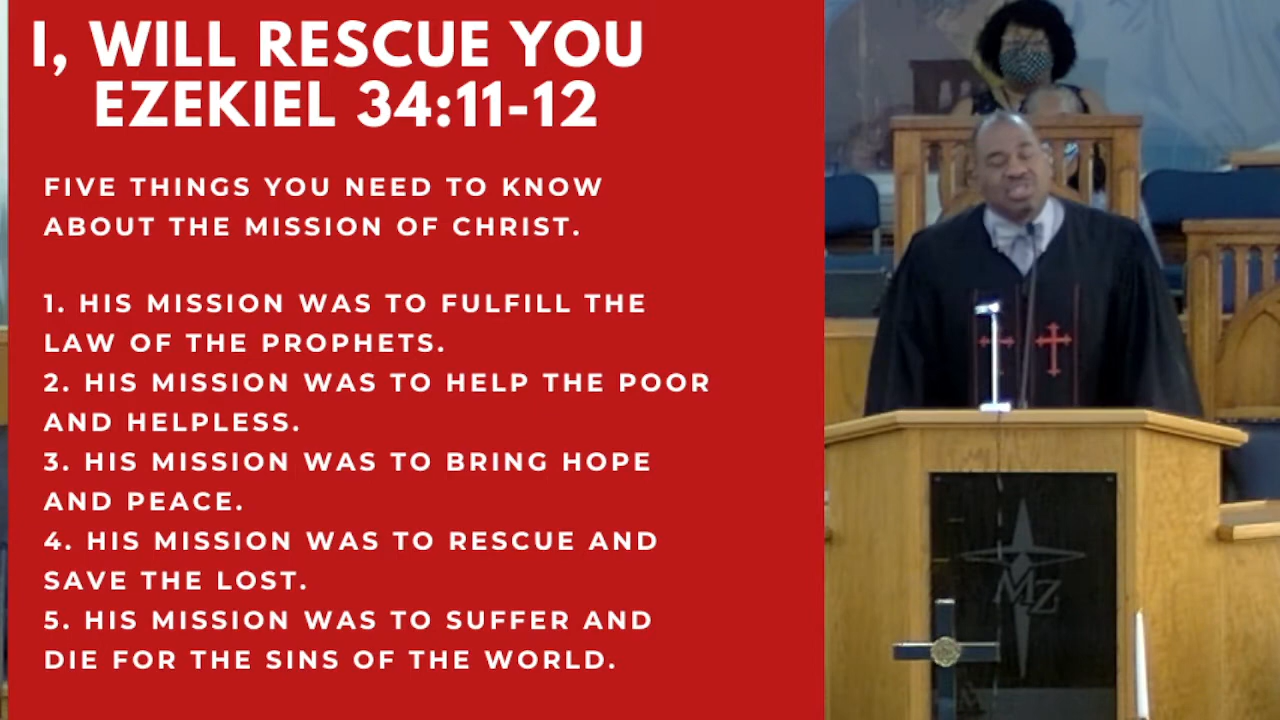 I, WILL RESCUE YOU
EZEKIEL 34:11-12
FIVE THINGS YOU NEED TO KNOW
ABOUT THE MISSION OF CHRIST.
1. HIS MISSION WAS TO FULFILL THE
LAW OF THE PROPHETS.
2. HIS MISSION WAS TO HELP THE POOR
AND HELPLESS.
3. HIS MISSION WAS TO BRING HOPE
AND PEACE.
4. HIS MISSION WAS TO RESCUE AND
SAVE THE LOST.
5. HIS MISSION WAS TO SUFFER AND
DIE FOR THE SINS OF THE WORLD.
MZ